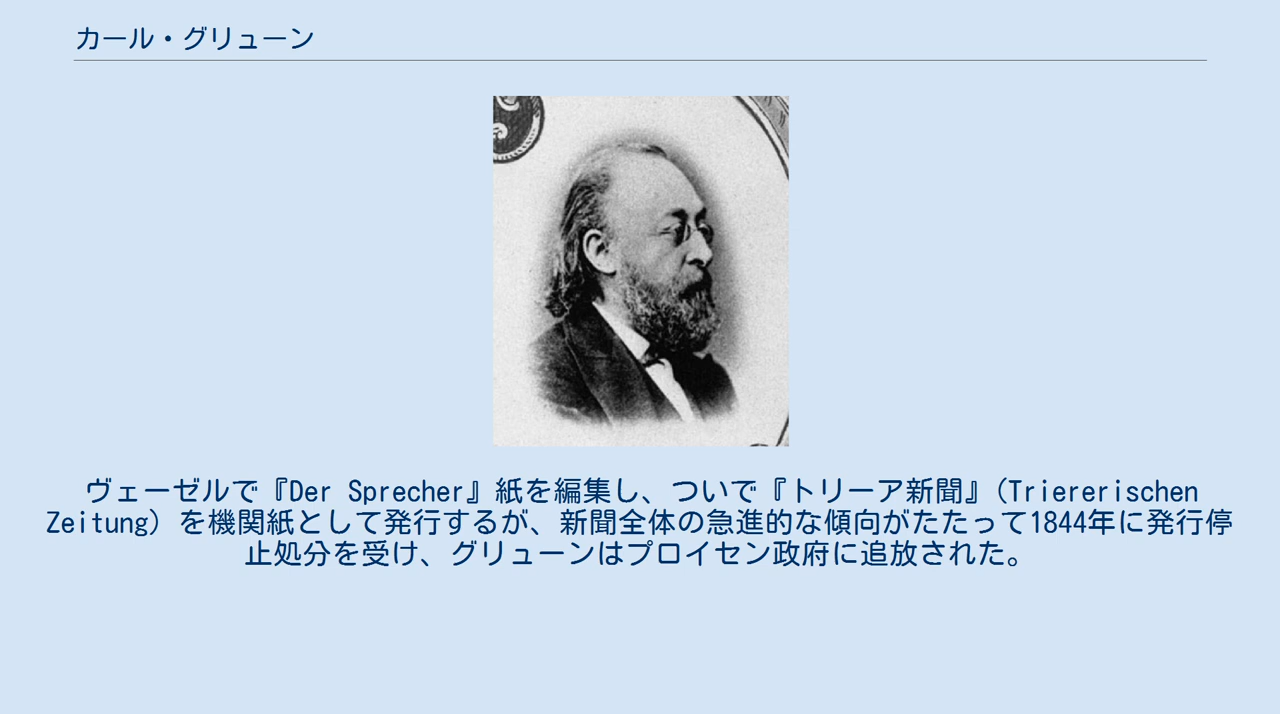 カール・グリューン
ヴェーゼルで『Der Sprecher』紙を編集し、ついで『トリーア新聞』（Triererischen
Zeitung）を機関紙として発行するが、新聞全体の急進的な傾向がたたって1844年に発行停
止処分を受け、グリューンはプロイセン政府に追放された。